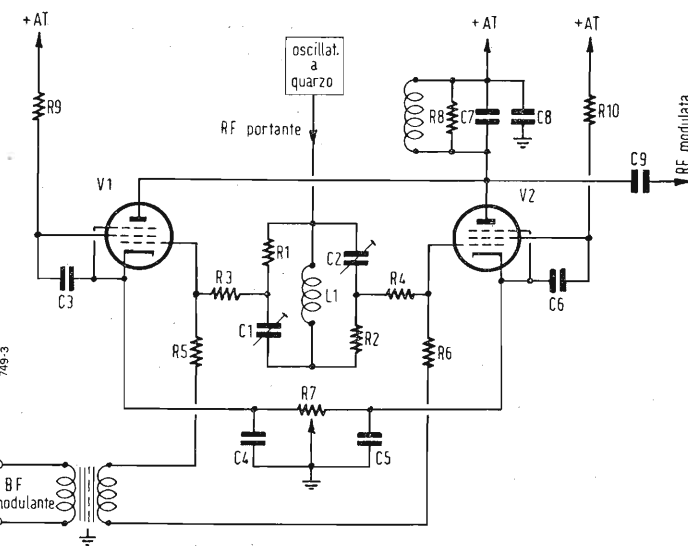 +AT
+AT
+AT
oscillat.
a
quarzo
R9
R8
C7
C8
R10
RF portante
RF modulata
C9
V1
V2
R1
C2
R3
L1
R4
C3
C6
C1
R2
R5
R6
749-3
R7
C4
C5
BF
modulante